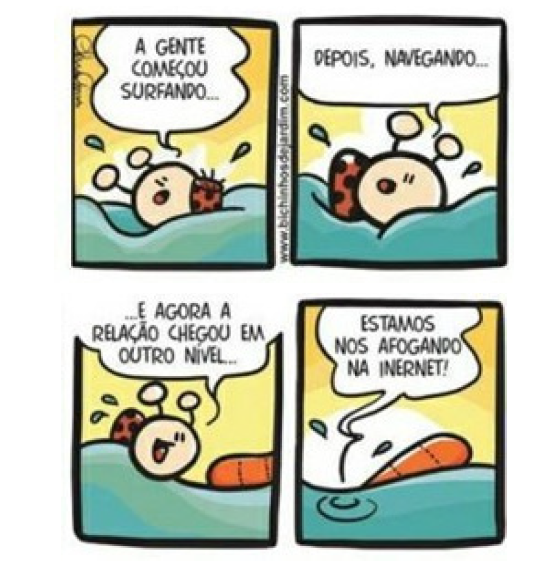 A GENTE
COMEÇOU
SURFANDO...
DEPOIS, NAVEGANDO...
www.bichinhosdejardim.com
...E AGORA A
RELAÇÃO CHEGOU EM
OUTRO NÍVEL...
ESTAMOS
NOS AFOGANDO
NA INERNET!